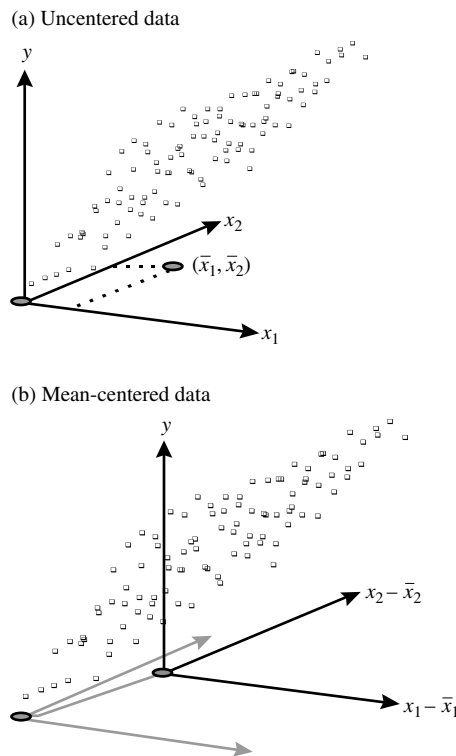 (a) Uncentered data
y
x₂
(x̄₁, x̄₂)
x₁
(b) Mean-centered data
y
x₂ – x̄₂
x₁ – x̄₁